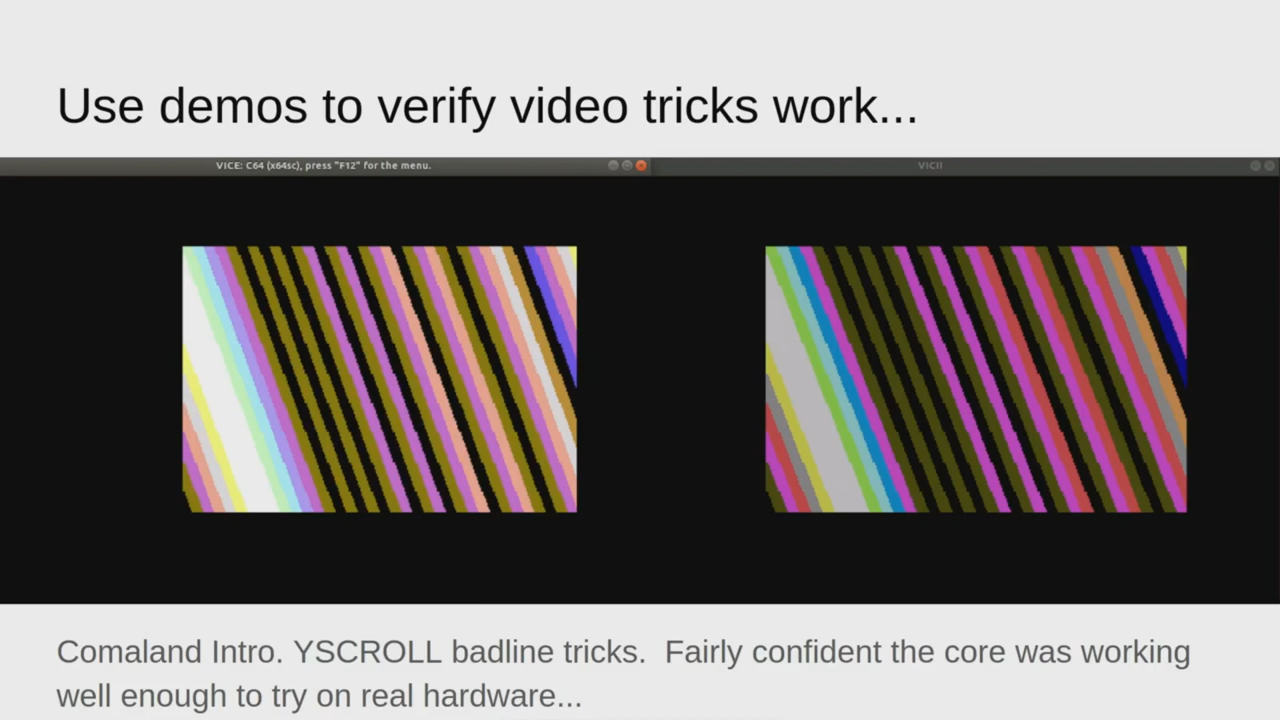 Use demos to verify video tricks work...
VICE: C64 (x64sc), press "F12" for the menu.
VICII
Comaland Intro. YSCROLL badline tricks.  Fairly confident the core was working
well enough to try on real hardware...